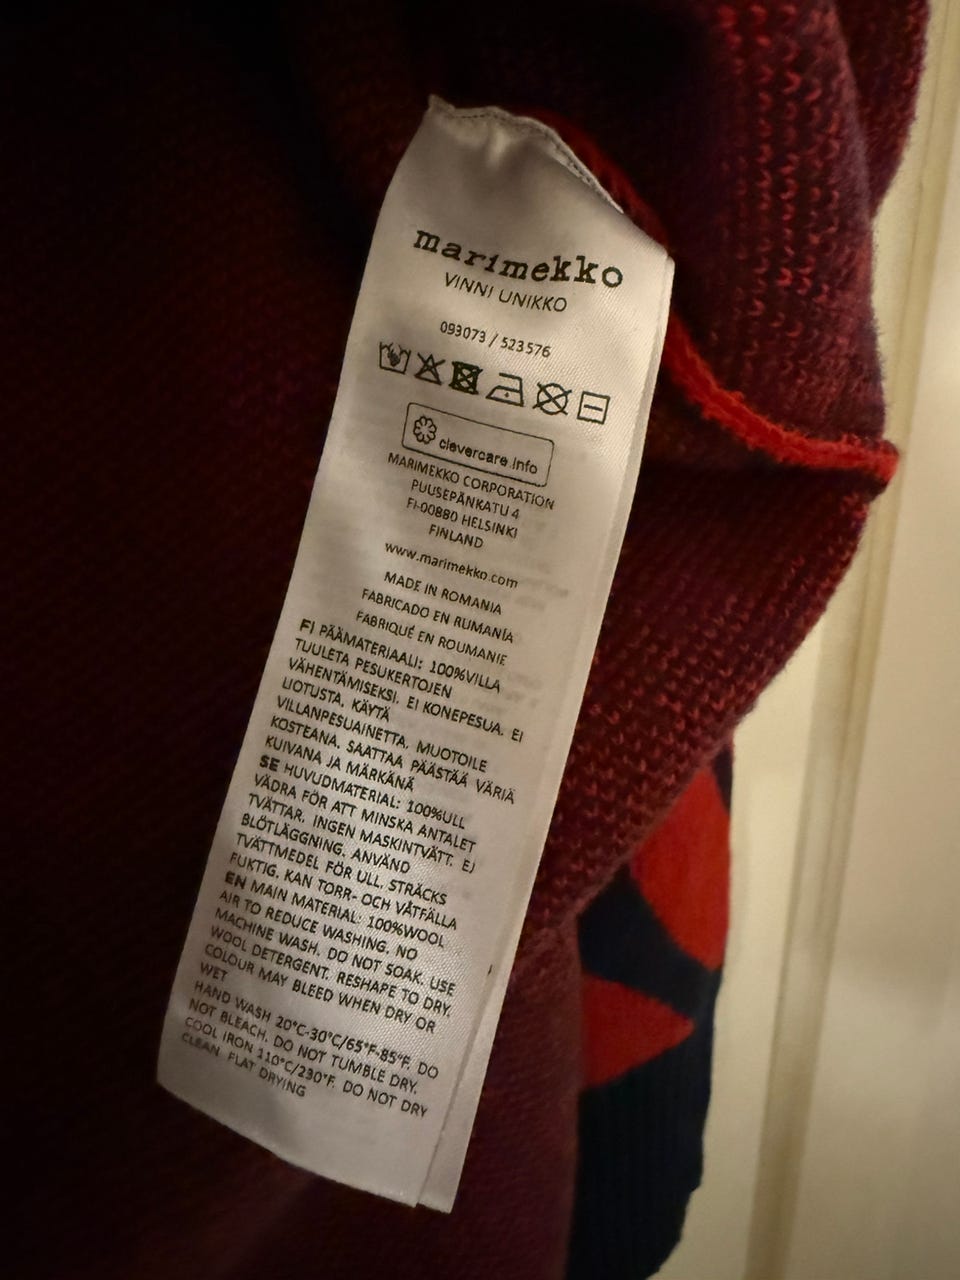 marimekko
VINNI UNIKKO
093073 / 523576
clevercare.info
MARIMEKKO CORPORATION
PUUSEPÄNKATU 4
FI-00880 HELSINKI
FINLAND
www.marimekko.com
MADE IN ROMANIA
FABRICADO EN RUMANÍA
FABRIQUÉ EN ROUMANIE
FI PÄÄMATERIAALI: 100%VILLA
TUULETA PESUKERTOJEN
VÄHENTÄMISEKSI. EI KONEPESUA. EI
LIOTUSTA, KÄYTÄ
VILLANPESUAINETTA, MUOTOILE
KOSTEANA, SAATTAA PÄÄSTÄÄ VÄRIÄ
KUIVANA JA MÄRKÄNÄ
SE HUVUDMATERIAL: 100%ULL
VÄDRA FÖR ATT MINSKA ANTALET
TVÄTTAR. INGEN MASKINTVÄTT. EJ
BLÖTLÄGGNING. ANVÄND
TVÄTTMEDEL FÖR ULL. STRÄCKS
FUKTIG. KAN TORR- OCH VÅTFÄLLA
EN MAIN MATERIAL: 100%WOOL
AIR TO REDUCE WASHING. NO
MACHINE WASH. DO NOT SOAK. USE
WOOL DETERGENT. RESHAPE TO DRY.
COLOUR MAY BLEED WHEN DRY OR
WET
HAND WASH 20°C-30°C/65°F-85°F. DO
NOT BLEACH. DO NOT TUMBLE DRY.
COOL IRON 110°C/230°F. DO NOT DRY
CLEAN. FLAT DRYING